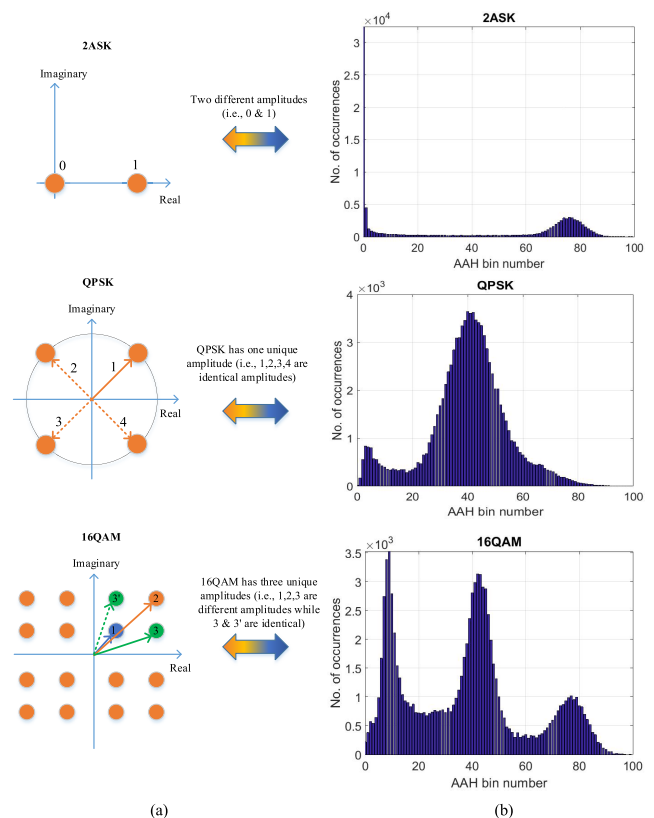 2ASK
Imaginary
0
1
Real
Two different amplitudes
(i.e., 0 & 1)
2ASK
×10⁴
No. of occurrences
3
2.5
2
1.5
1
0.5
0
0 20 40 60 80 100
AAH bin number
QPSK
Imaginary
2
1
3
4
Real
QPSK has one unique
amplitude (i.e., 1,2,3,4 are
identical amplitudes)
QPSK
×10³
No. of occurrences
4
3
2
1
0
0 20 40 60 80 100
AAH bin number
16QAM
Imaginary
3'
2
1
3
Real
16QAM has three unique
amplitudes (i.e., 1,2,3 are
different amplitudes while
3 & 3' are identical)
16QAM
×10³
No. of occurrences
3.5
3
2.5
2
1.5
1
0.5
0
0 20 40 60 80 100
AAH bin number
(a)
(b)